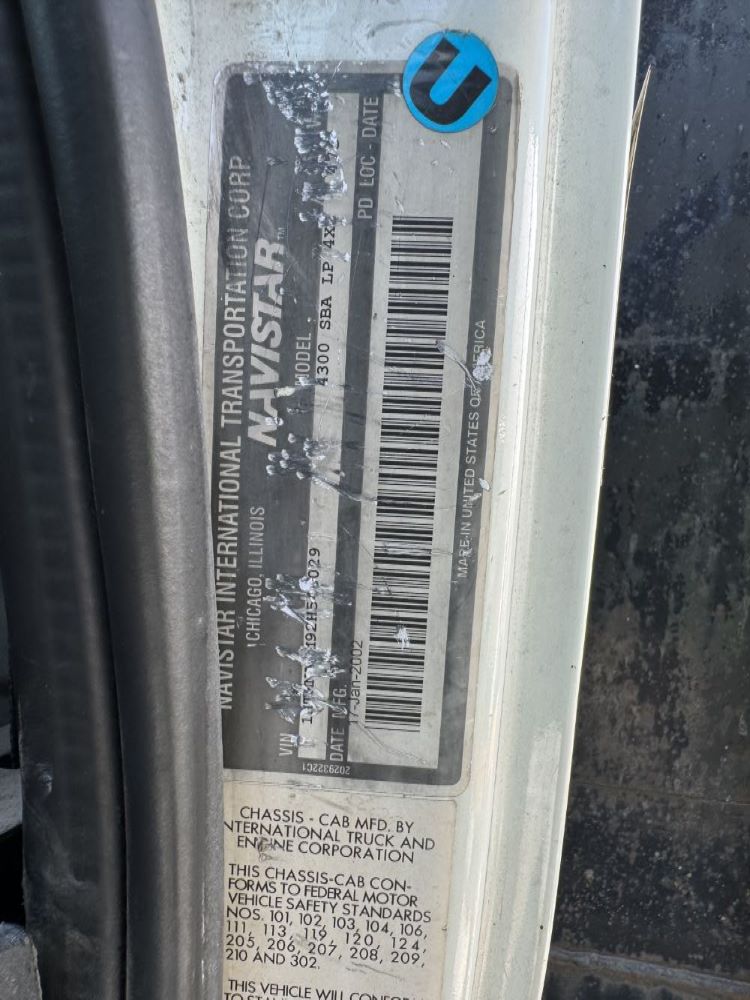 U
NAVISTAR INTERNATIONAL TRANSPORTATION CORP
CHICAGO, ILLINOIS
NAVISTAR™
VIN
MODEL
4300 SBA LP 4X2
DATE MFG.
PD LOC - DATE
17-Jan-2002
MADE IN UNITED STATES OF AMERICA
2029322C1
CHASSIS - CAB MFD. BY
INTERNATIONAL TRUCK AND
ENGINE CORPORATION
THIS CHASSIS-CAB CON-
FORMS TO FEDERAL MOTOR
VEHICLE SAFETY STANDARDS
NOS. 101, 102, 103, 104, 106,
111, 113, 119, 120, 124,
205, 206, 207, 208, 209,
210 AND 302.
THIS VEHICLE WILL